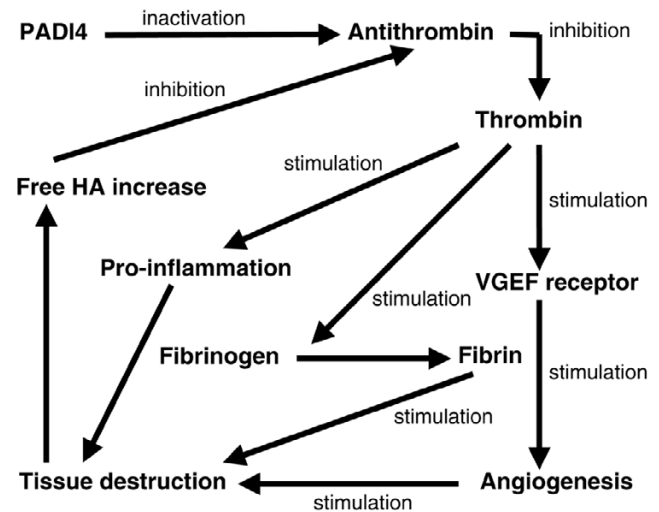 PADI4
inactivation
Antithrombin
inhibition
inhibition
Thrombin
stimulation
Free HA increase
stimulation
Pro-inflammation
VGEF receptor
stimulation
Fibrinogen
Fibrin
stimulation
stimulation
Tissue destruction
Angiogenesis
stimulation